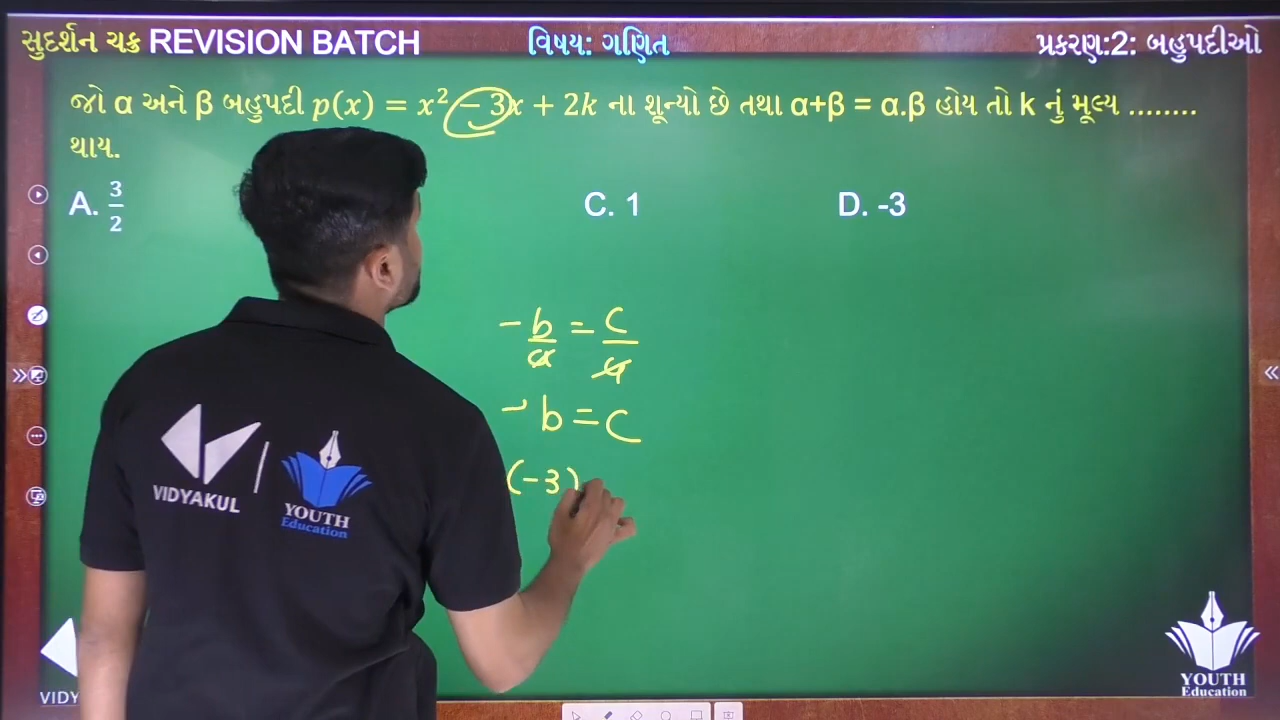 સુદર્શન ચક્ર REVISION BATCH વિષય: ગણિત પ્રકરણ:2: બહુપદીઓ
જો α અને β બહુપદી p(x) = x² − 3x + 2k ના શૂન્યો છે તથા α+β = α.β હોય તો k નું મૂલ્ય ........
થાય.
A. 3/2 C. 1 D. -3
-b/a = c/a
-b = c
(-3)
VIDYAKUL
YOUTH
Education
VIDY
YOUTH
Education